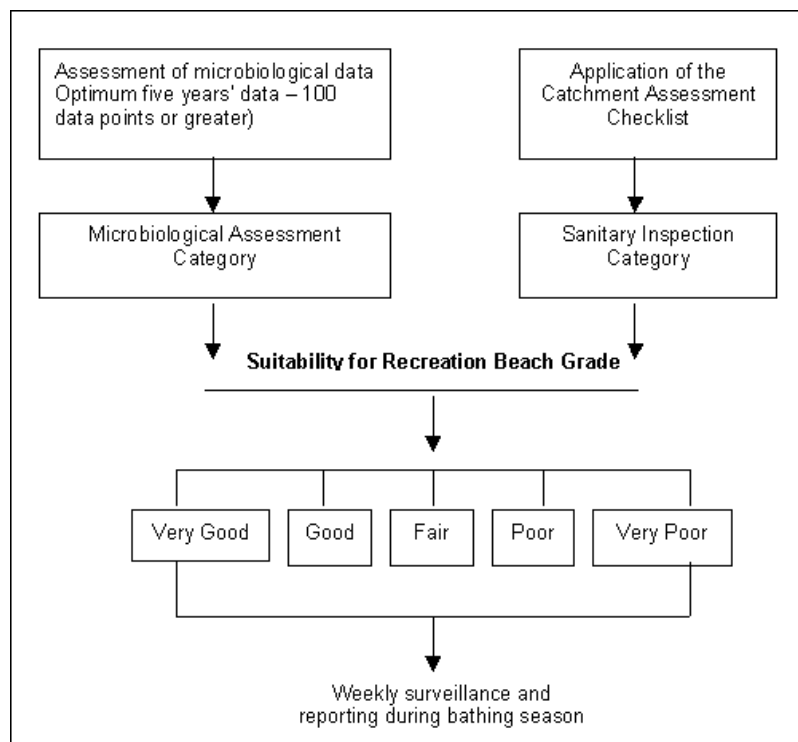 Assessment of microbiological data
Optimum five years' data – 100
data points or greater)
Application of the
Catchment Assessment
Checklist
Microbiological Assessment
Category
Sanitary Inspection
Category
Suitability for Recreation Beach Grade
Very Good
Good
Fair
Poor
Very Poor
Weekly surveillance and
reporting during bathing season